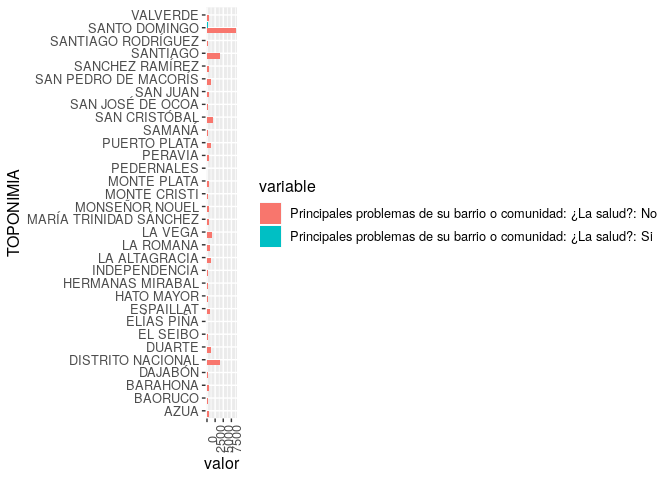 VALVERDE
SANTO DOMINGO
SANTIAGO RODRÍGUEZ
SANTIAGO
SANCHEZ RAMÍREZ
SAN PEDRO DE MACORÍS
SAN JUAN
SAN JOSÉ DE OCOA
SAN CRISTÓBAL
SAMANÁ
PUERTO PLATA
PERAVIA
PEDERNALES
MONTE PLATA
MONTE CRISTI
MONSEÑOR NOUEL
MARÍA TRINIDAD SÁNCHEZ
LA VEGA
LA ROMANA
LA ALTAGRACIA
INDEPENDENCIA
HERMANAS MIRABAL
HATO MAYOR
ESPAILLAT
ELÍAS PIÑA
EL SEIBO
DUARTE
DISTRITO NACIONAL
DAJABÓN
BARAHONA
BAORUCO
AZUA
TOPONIMIA
0
2500
5000
7500
valor
variable
Principales problemas de su barrio o comunidad: ¿La salud?: No
Principales problemas de su barrio o comunidad: ¿La salud?: Si